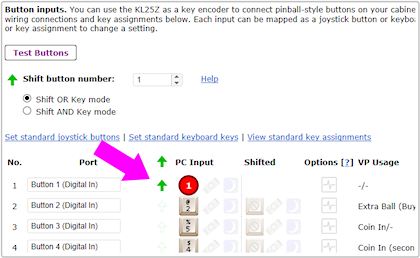 Button inputs. You can use the KL25Z as a key encoder to connect pinball-style buttons on your cabine
wiring connections and key assignments below. Each input can be mapped as a joystick button or keybo
or key assignment to change a setting.
Test Buttons
Shift button number: 1 Help
Shift OR Key mode
Shift AND Key mode
Set standard joystick buttons | Set standard keyboard keys | View standard key assignments
No. Port PC Input Shifted Options [?] VP Usage
1 Button 1 (Digital In) 1 -/-
2 Button 2 (Digital In) @ 2 Extra Ball (Buy
3 Button 3 (Digital In) % 5 Coin In/-
4 Button 4 (Digital In) $ 4 Coin In (secon